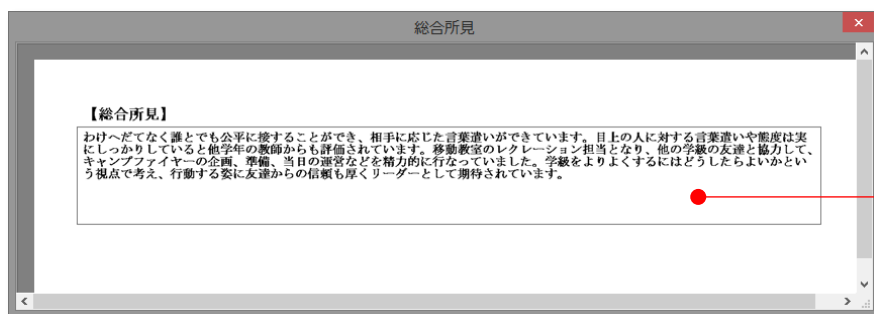 総合所見
【総合所見】
わけへだてなく誰とでも公平に接することができ、相手に応じた言葉遣いができています。目上の人に対する言葉遣いや態度は実
にしっかりしていると他学年の教師からも評価されています。移動教室のレクレーション担当となり、他の学級の友達と協力して、
キャンプファイヤーの企画、準備、当日の運営などを精力的に行なっていました。学級をよりよくするにはどうしたらよいかとい
う視点で考え、行動する姿に友達からの信頼も厚くリーダーとして期待されています。